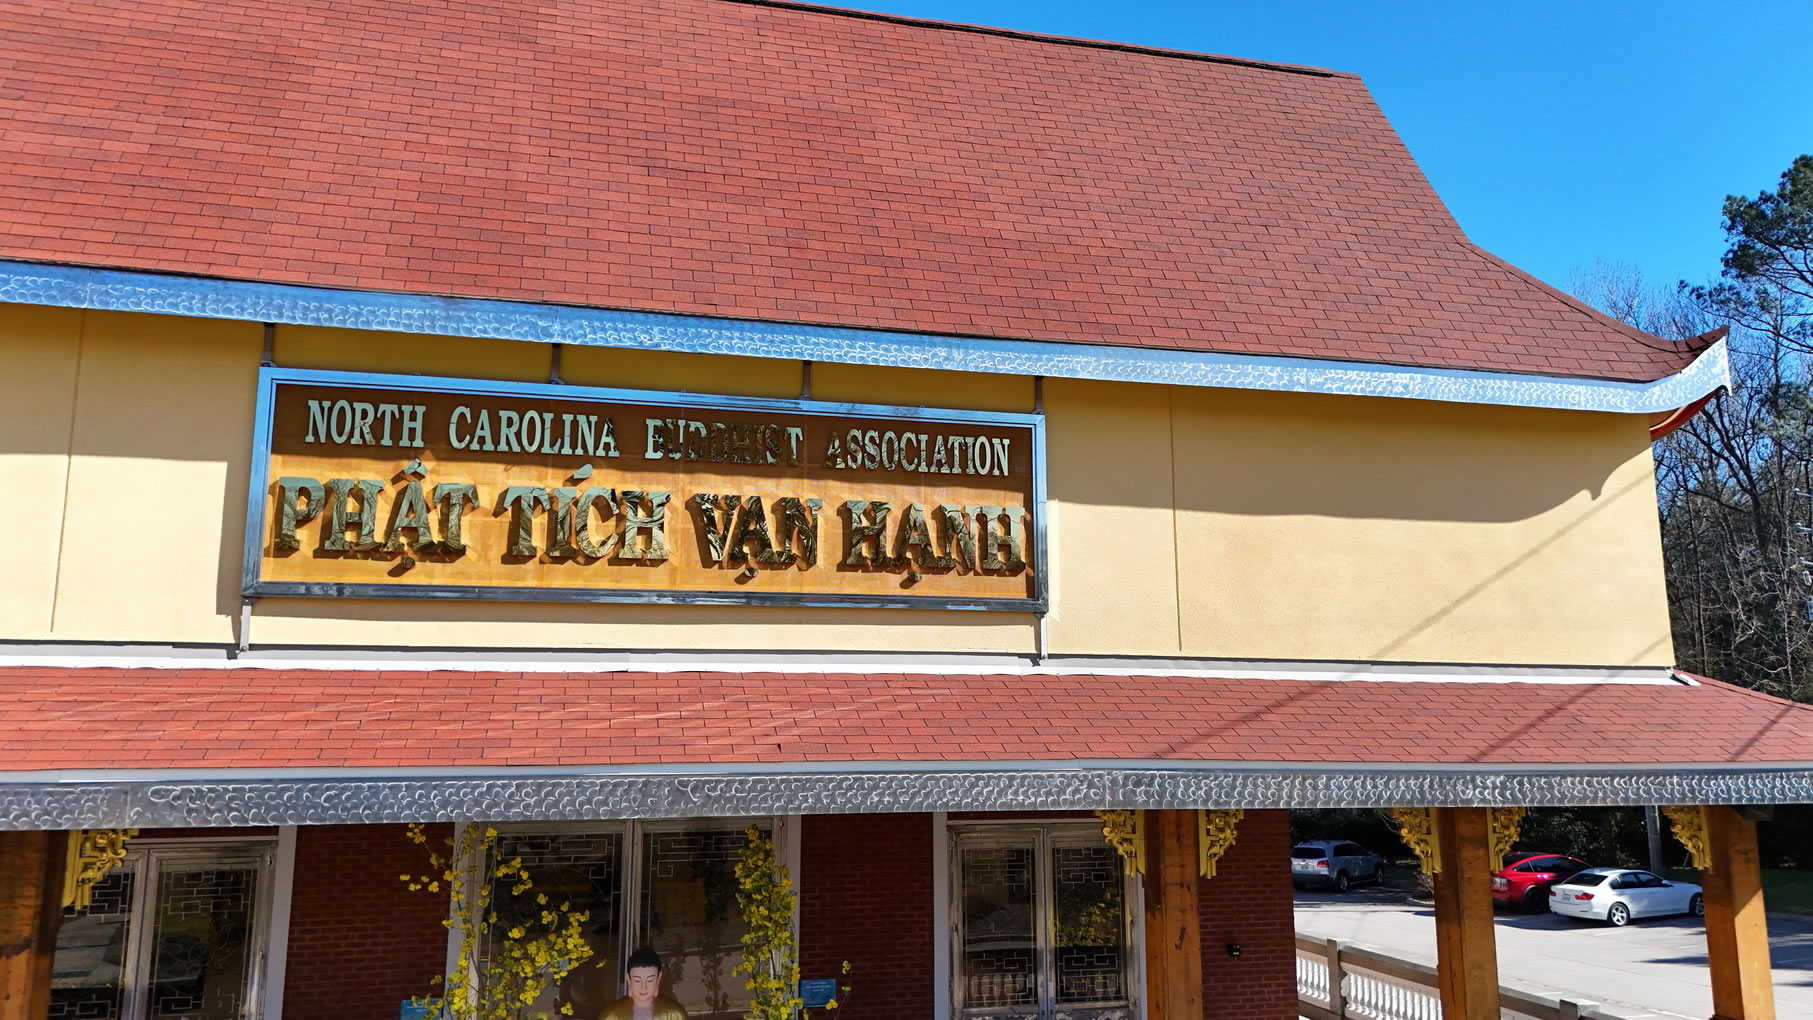 NORTH CAROLINA BUDDHIST ASSOCIATION
PHẬT TÍCH VẠN HẠNH